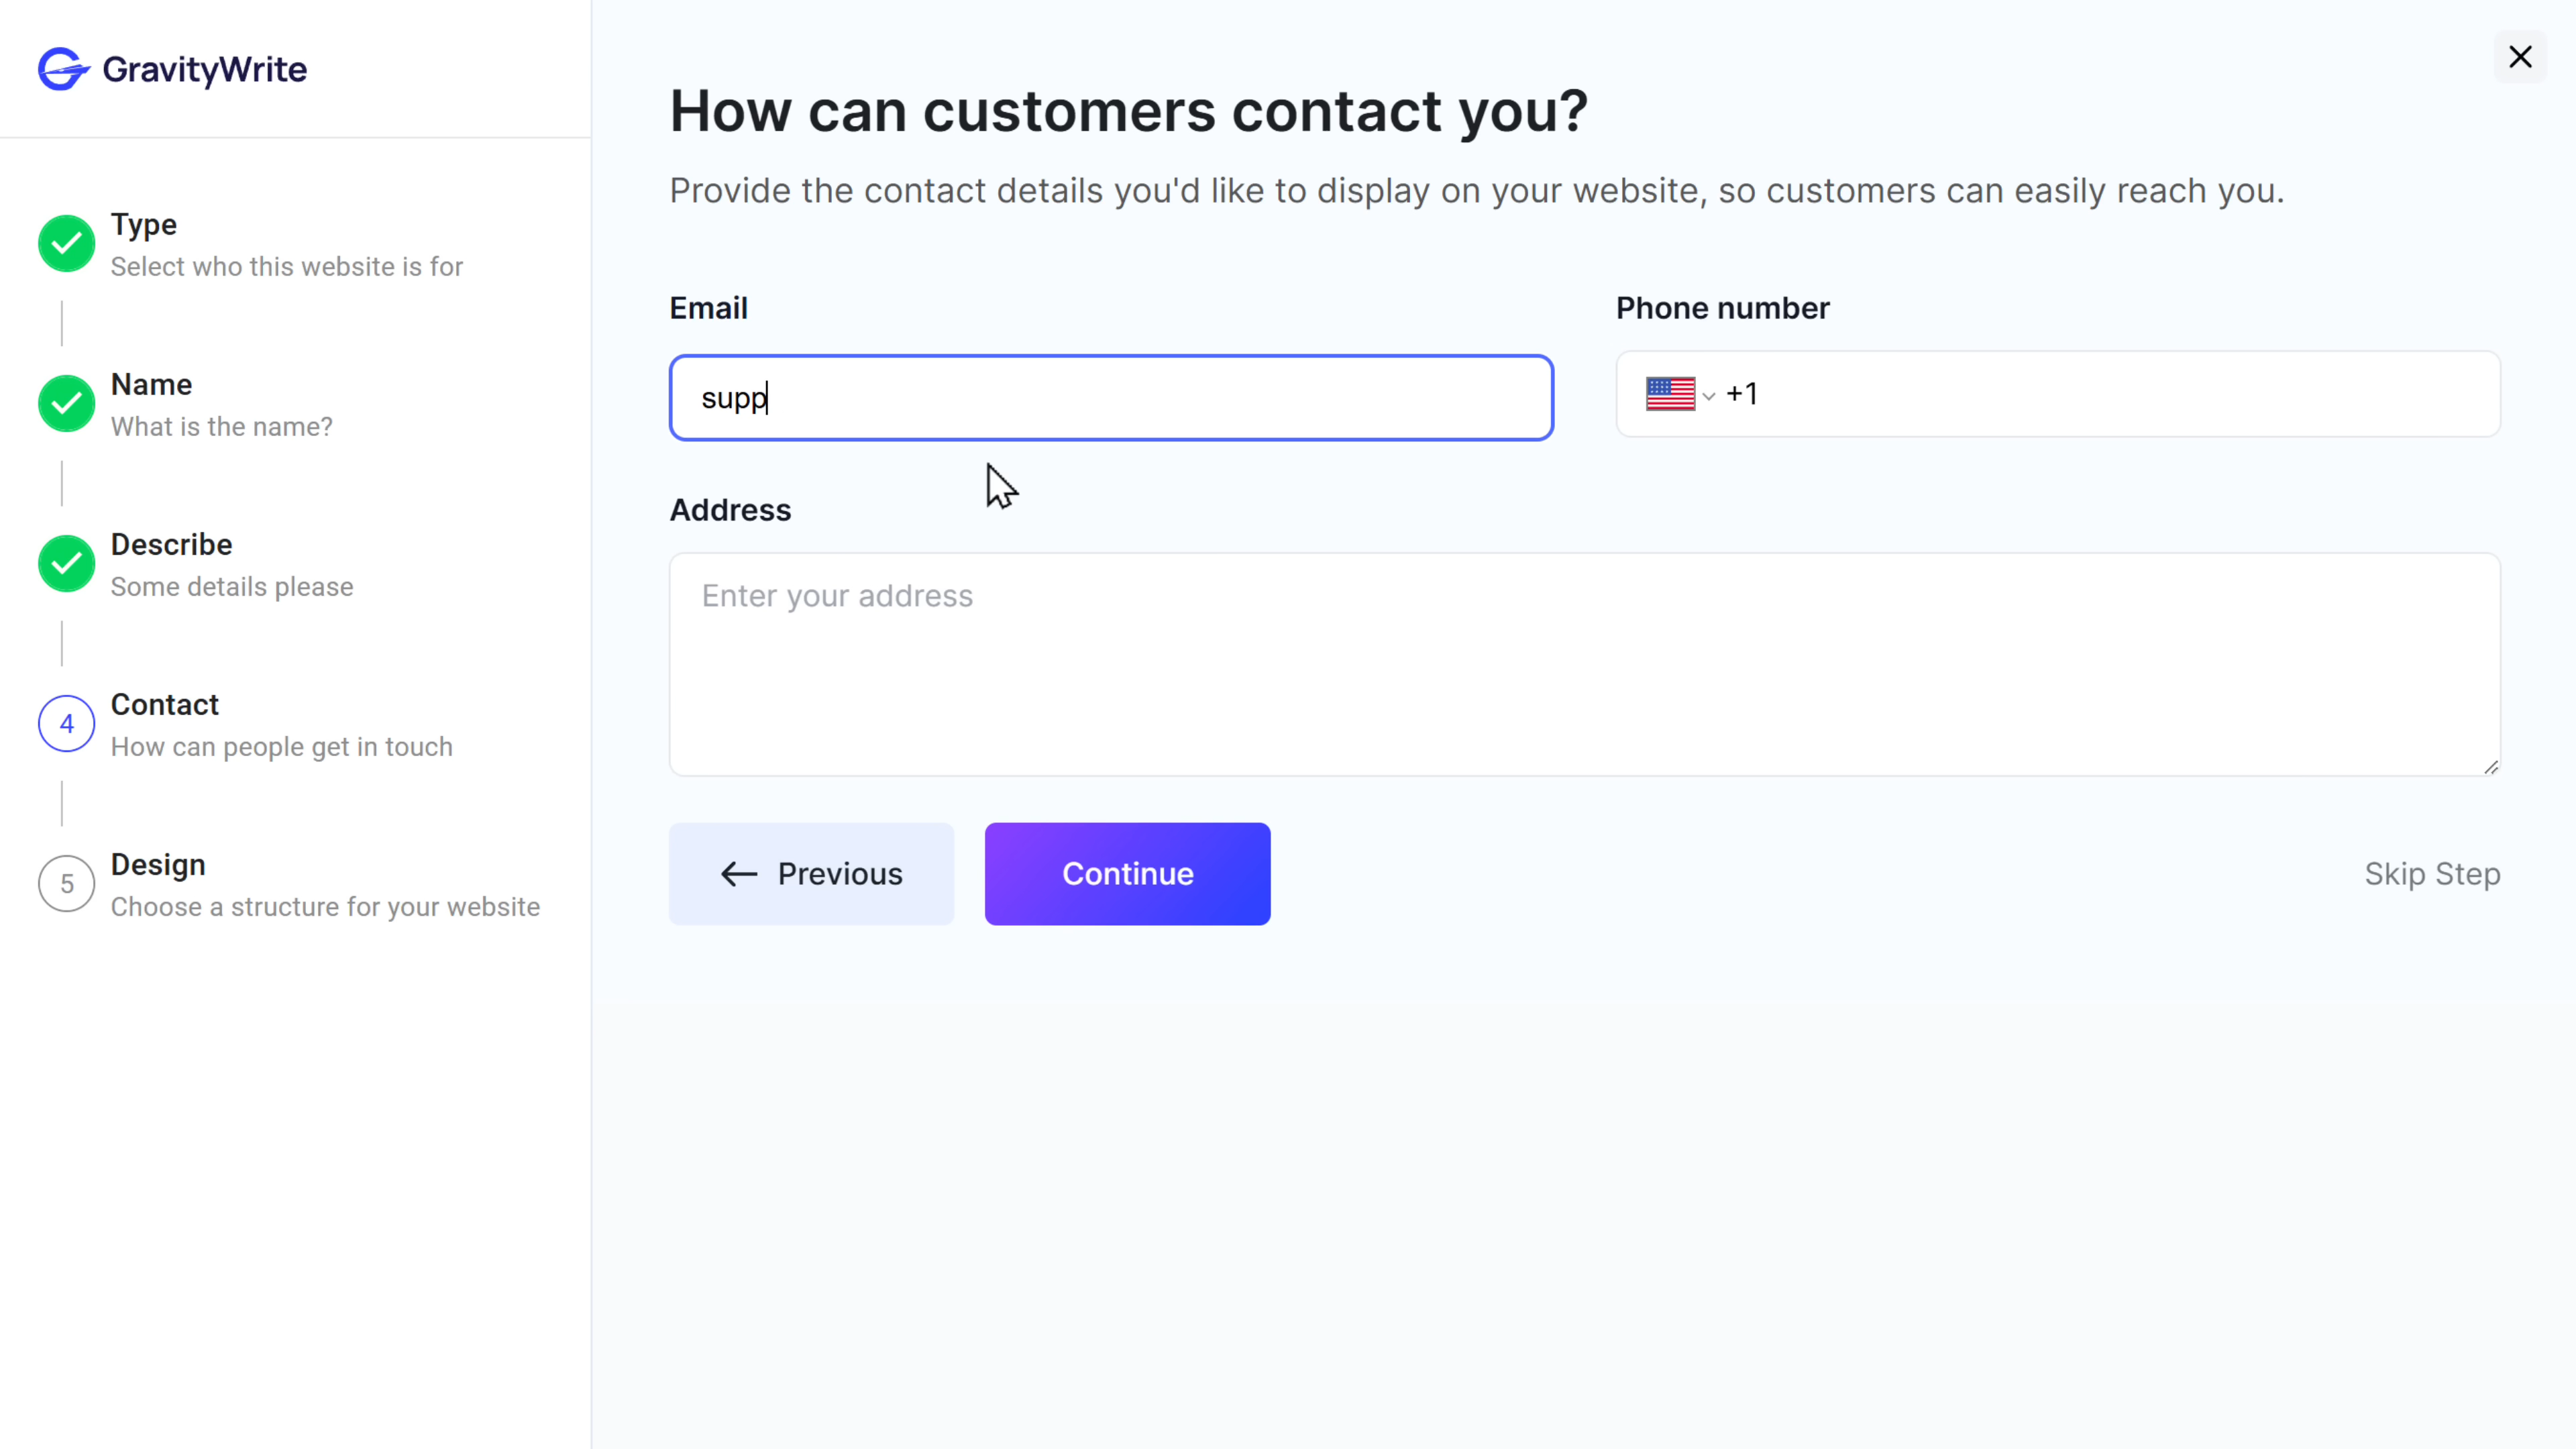 GravityWrite
Type
Select who this website is for
Name
What is the name?
Describe
Some details please
4
Contact
How can people get in touch
5
Design
Choose a structure for your website
How can customers contact you?
Provide the contact details you'd like to display on your website, so customers can easily reach you.
Email
Phone number
supp
+1
Address
Enter your address
Previous
Continue
Skip Step